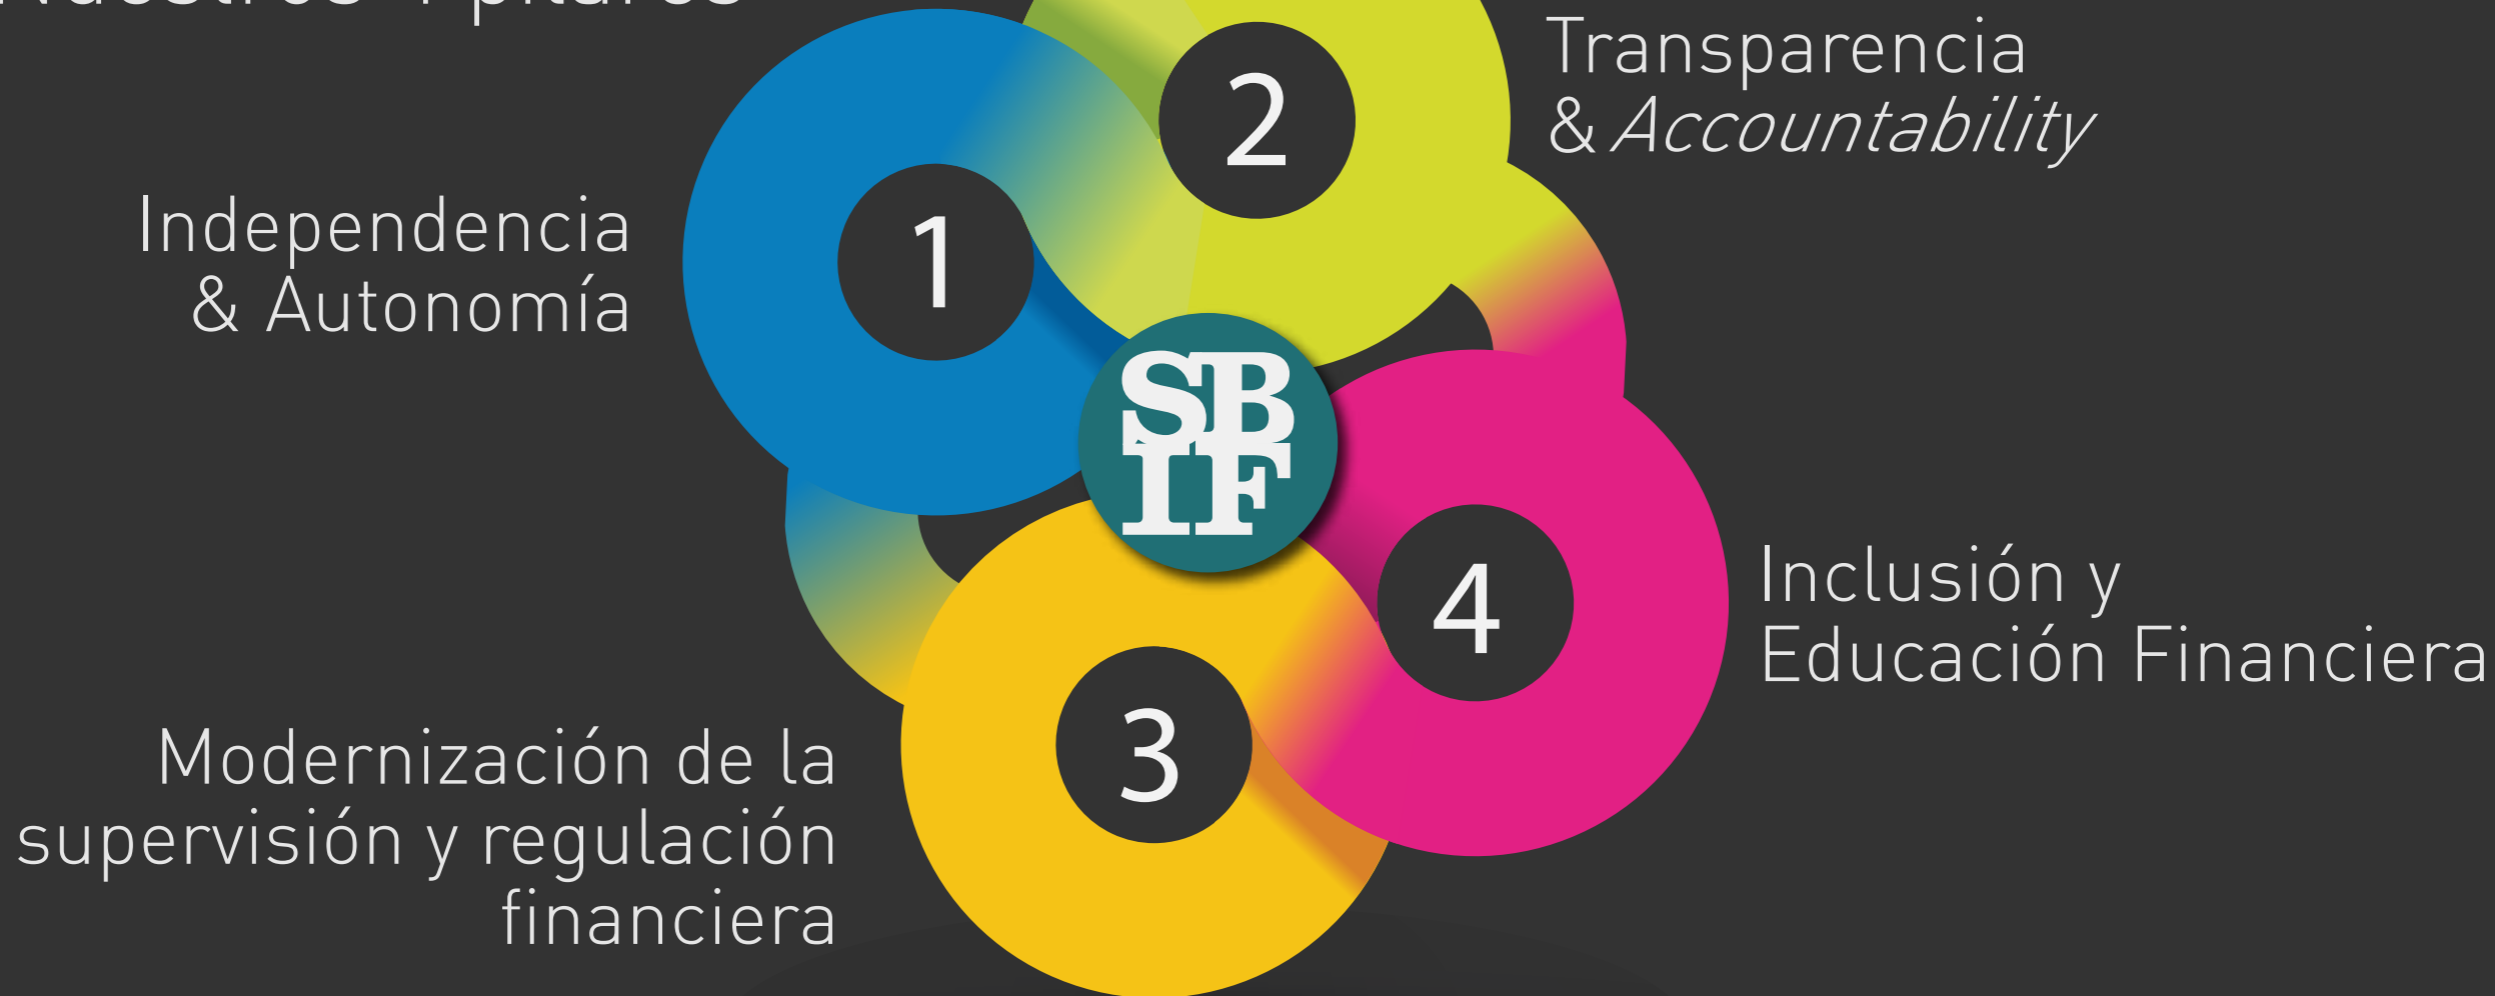 1
Independencia
& Autonomía
2
Transparencia
& Accountability
SB
IF
3
Modernización de la
supervisión y regulación
financiera
4
Inclusión y
Educación Financiera